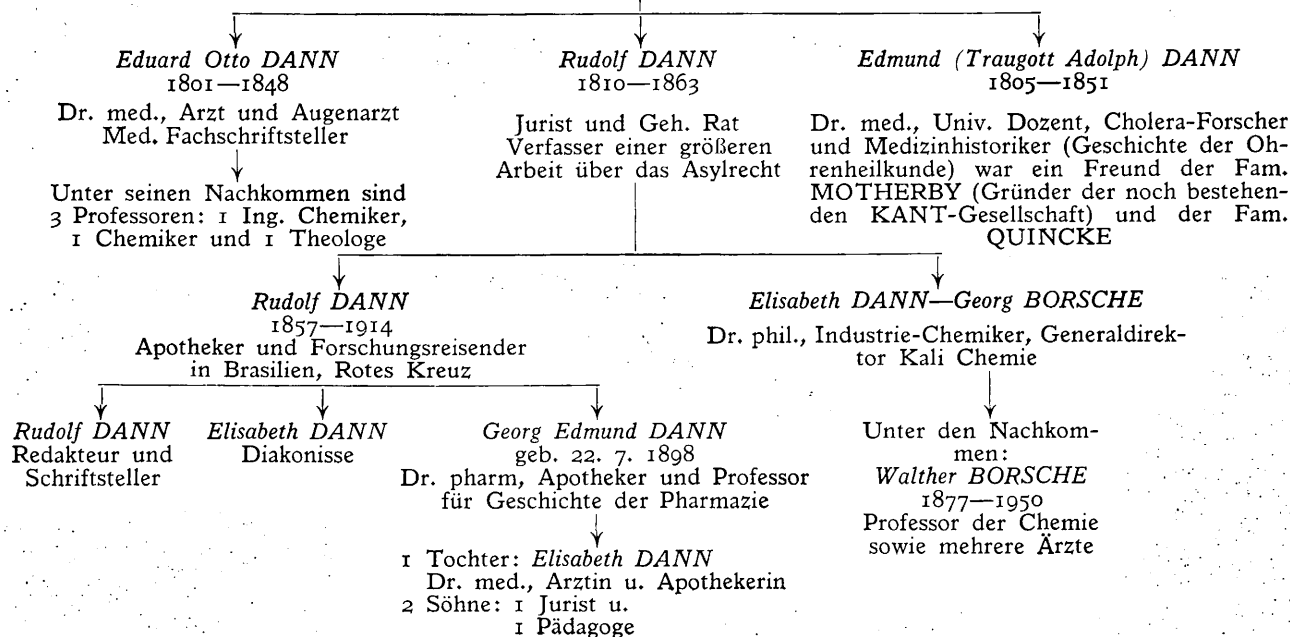 Eduard Otto DANN
1801—1848
Dr. med., Arzt und Augenarzt
Med. Fachschriftsteller
Unter seinen Nachkommen sind
3 Professoren: 1 Ing. Chemiker,
1 Chemiker und 1 Theologe
Rudolf DANN
1810—1863
Jurist und Geh. Rat
Verfasser einer größeren
Arbeit über das Asylrecht
Edmund (Traugott Adolph) DANN
1805—1851
Dr. med., Univ. Dozent, Cholera-Forscher
und Medizinhistoriker (Geschichte der Oh-
renheilkunde) war ein Freund der Fam.
MOTHERBY (Gründer der noch bestehen-
den KANT-Gesellschaft) und der Fam.
QUINCKE
Rudolf DANN
1857—1914
Apotheker und Forschungsreisender
in Brasilien, Rotes Kreuz
Elisabeth DANN—Georg BORSCHE
Dr. phil., Industrie-Chemiker, Generaldirek-
tor Kali Chemie
Rudolf DANN
Redakteur und
Schriftsteller
Elisabeth DANN
Diakonisse
Georg Edmund DANN
geb. 22. 7. 1898
Dr. pharm, Apotheker und Professor
für Geschichte der Pharmazie
1 Tochter: Elisabeth DANN
Dr. med., Arztin u. Apothekerin
2 Söhne: 1 Jurist u.
1 Pädagoge
Unter den Nachkom-
men:
Walther BORSCHE
1877—1950
Professor der Chemie
sowie mehrere Ärzte